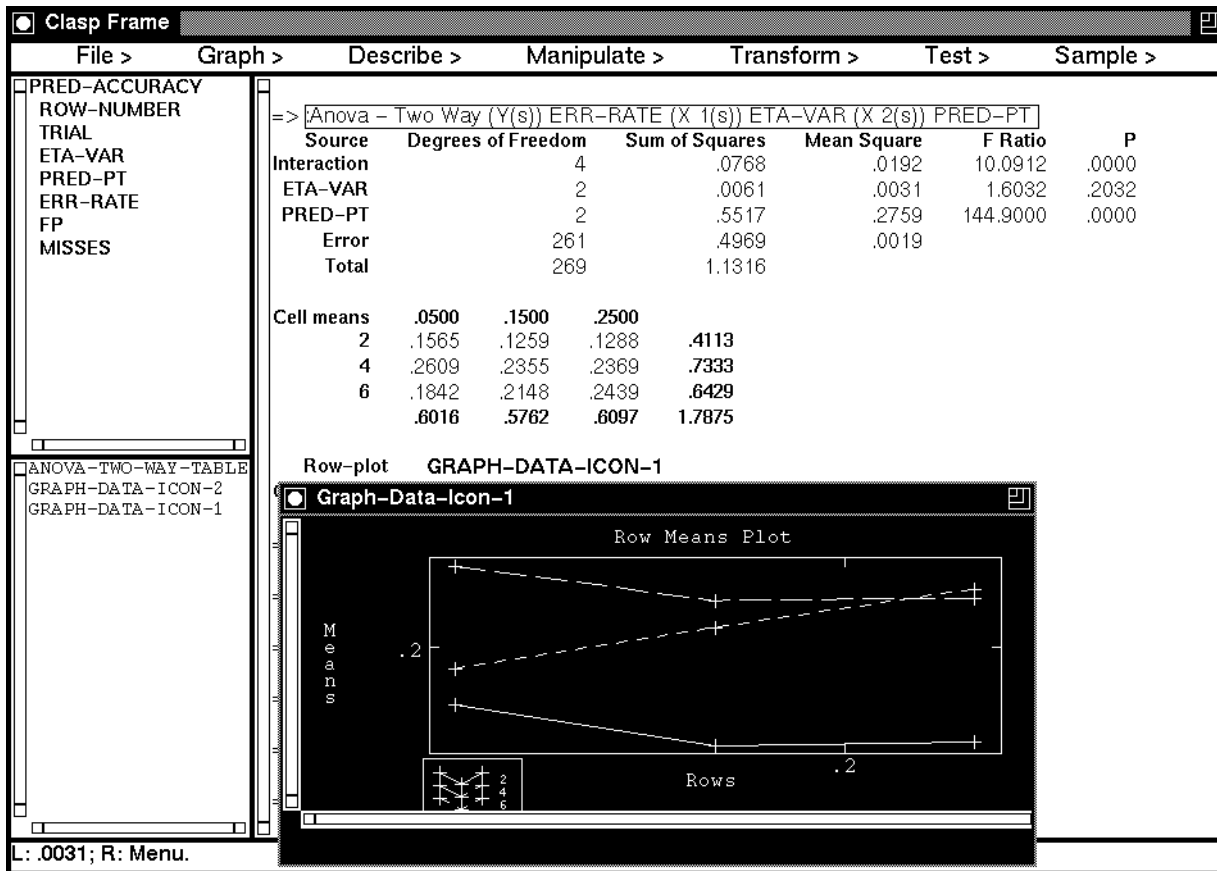 Clasp Frame
File > Graph > Describe > Manipulate > Transform > Test > Sample >
PRED-ACCURACY
ROW-NUMBER
TRIAL
ETA-VAR
PRED-PT
ERR-RATE
FP
MISSES
=> :Anova - Two Way (Y(s)) ERR-RATE (X 1(s)) ETA-VAR (X 2(s)) PRED-PT
Source Degrees of Freedom Sum of Squares Mean Square F Ratio P
Interaction 4 .0768 .0192 10.0912 .0000
ETA-VAR 2 .0061 .0031 1.6032 .2032
PRED-PT 2 .5517 .2759 144.9000 .0000
Error 261 .4969 .0019
Total 269 1.1316
Cell means .0500 .1500 .2500
2 .1565 .1259 .1288 .4113
4 .2609 .2355 .2369 .7333
6 .1842 .2148 .2439 .6429
.6016 .5762 .6097 1.7875
Row-plot GRAPH-DATA-ICON-1
ANOVA-TWO-WAY-TABLE
GRAPH-DATA-ICON-2
GRAPH-DATA-ICON-1
Graph-Data-Icon-1
Row Means Plot
Means
.2
.2
Rows
2
4
6
L: .0031; R: Menu.